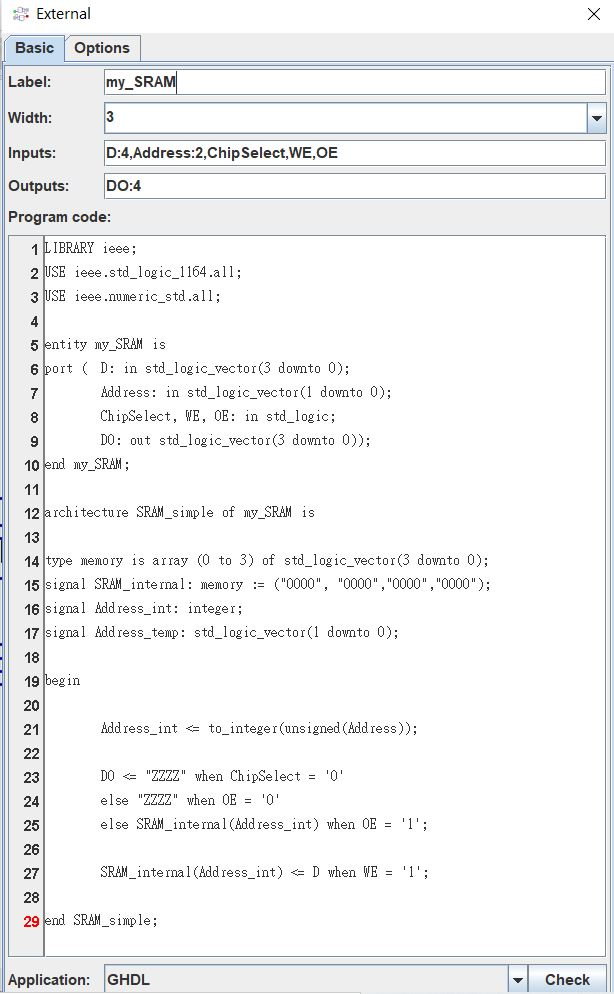 External
Basic Options
Label: my_SRAM
Width: 3
Inputs: D:4,Address:2,ChipSelect,WE,OE
Outputs: DO:4
Program code:
1 LIBRARY ieee;
2 USE ieee.std_logic_1164.all;
3 USE ieee.numeric_std.all;
4
5 entity my_SRAM is
6 port (  D: in std_logic_vector(3 downto 0);
7         Address: in std_logic_vector(1 downto 0);
8         ChipSelect, WE, OE: in std_logic;
9         DO: out std_logic_vector(3 downto 0));
10 end my_SRAM;
11
12 architecture SRAM_simple of my_SRAM is
13
14 type memory is array (0 to 3) of std_logic_vector(3 downto 0);
15 signal SRAM_internal: memory := ("0000", "0000","0000","0000");
16 signal Address_int: integer;
17 signal Address_temp: std_logic_vector(1 downto 0);
18
19 begin
20
21         Address_int <= to_integer(unsigned(Address));
22
23         DO <= "ZZZZ" when ChipSelect = '0'
24         else "ZZZZ" when OE = '0'
25         else SRAM_internal(Address_int) when OE = '1';
26
27         SRAM_internal(Address_int) <= D when WE = '1';
28
29 end SRAM_simple;
Application: GHDL Check